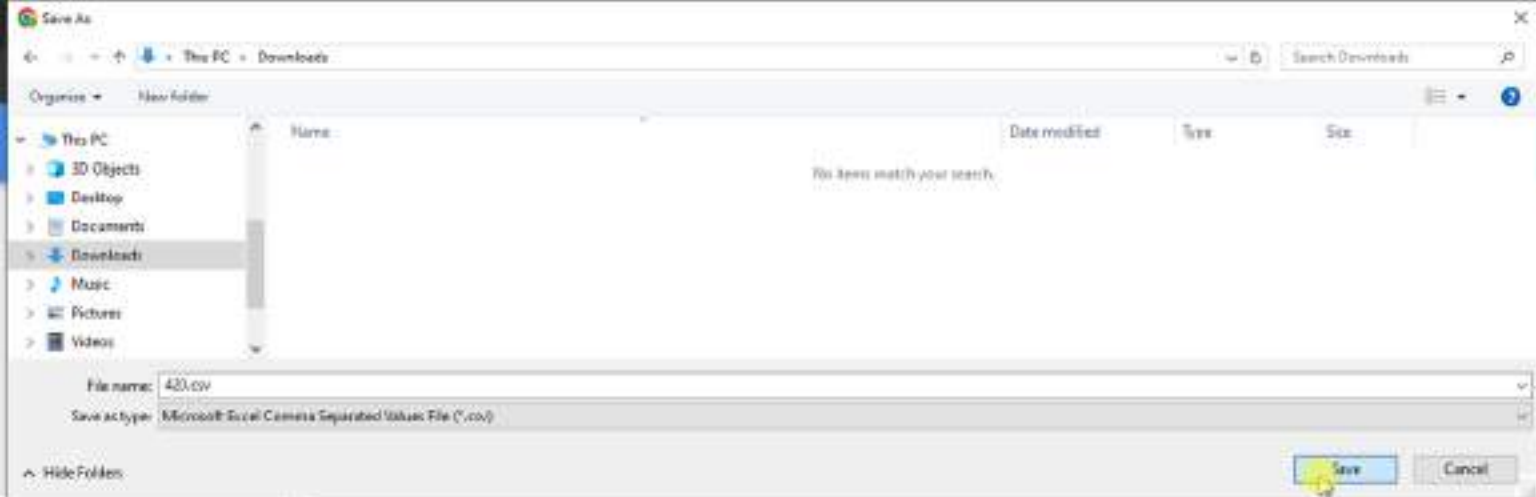 Save As
This PC Downloads
Search Downloads
Organise
New folder
Name
Date modified
Type
Size
No items match your search.
This PC
3D Objects
Desktop
Documents
Downloads
Music
Pictures
Videos
File name: 420.csv
Save as type: Microsoft Excel Comma Separated Values File (*.csv)
Hide Folders
Save
Cancel